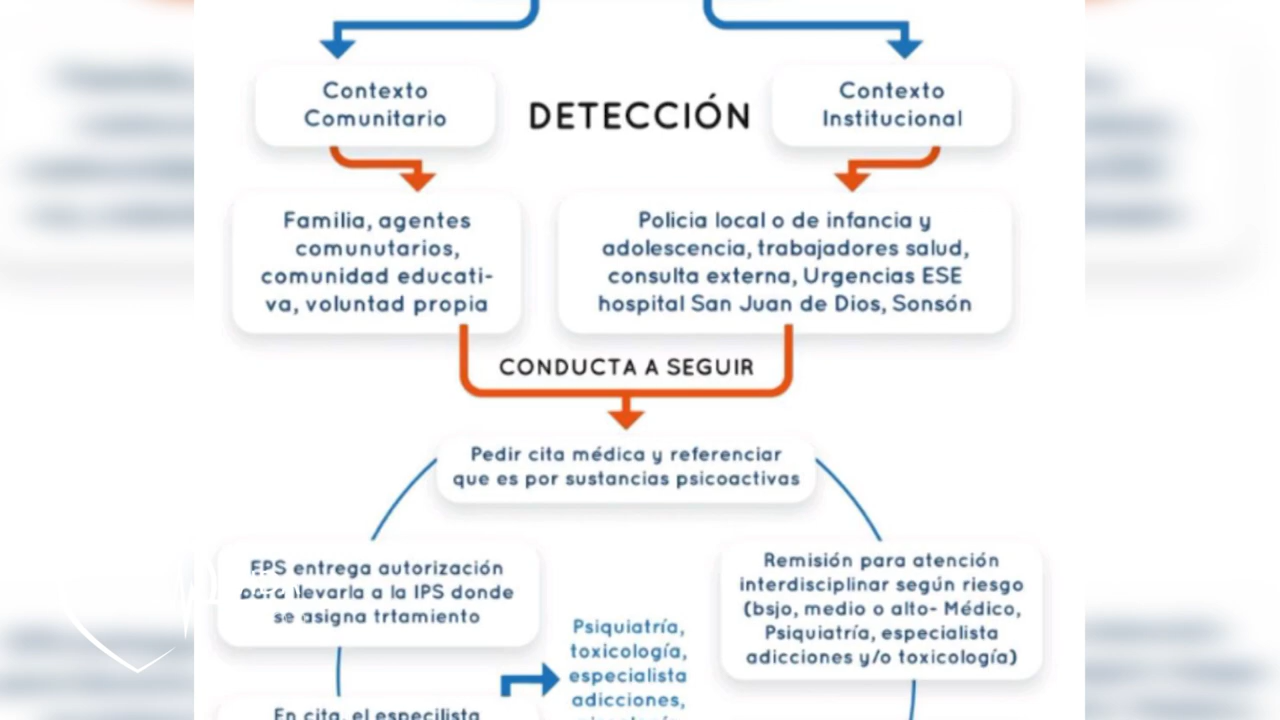 Contexto
Comunitario
DETECCIÓN
Contexto
Institucional
Familia, agentes
comunutarios,
comunidad educati-
va, voluntad propia
Policia local o de infancia y
adolescencia, trabajadores salud,
consulta externa, Urgencias ESE
hospital San Juan de Dios, Sonsón
CONDUCTA A SEGUIR
Pedir cita médica y referenciar
que es por sustancias psicoactivas
EPS entrega autorización
para llevarla a la IPS donde
se asigna trtamiento
Remisión para atención
interdisciplinar según riesgo
(bsjo, medio o alto- Médico,
Psiquiatría, especialista
adicciones y/o toxicología)
Psiquiatría,
toxicología,
especialista
adicciones,
En cita, el especilista